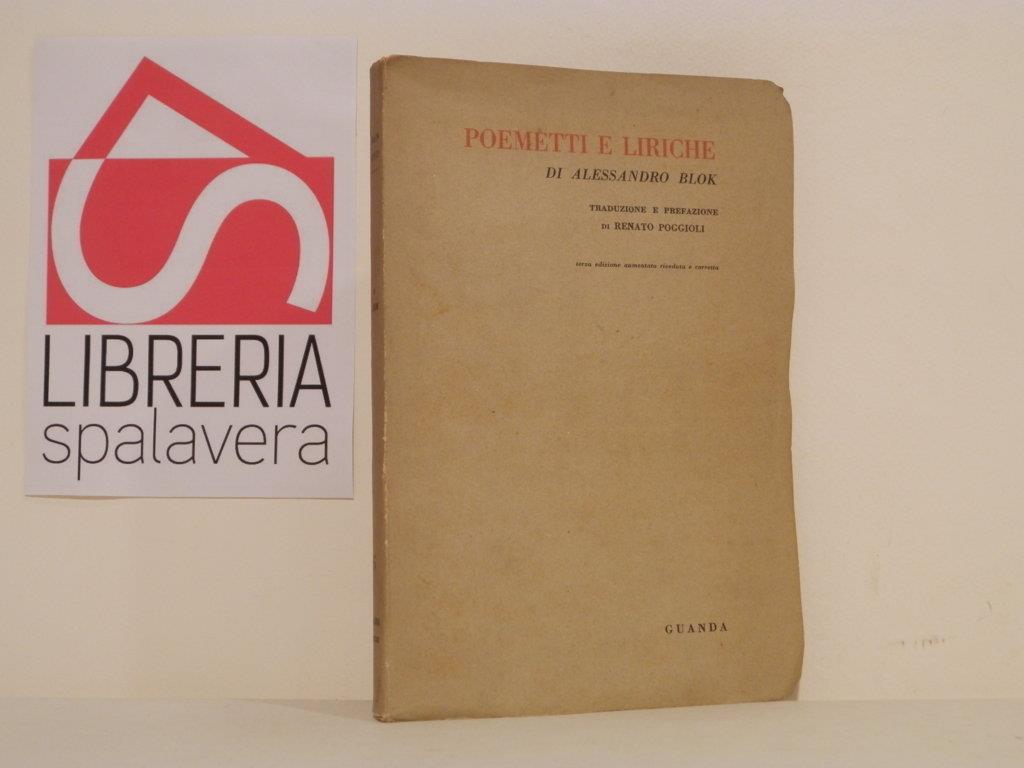 LIBRERIA
spalavera
POEMETTI E LIRICHE
DI ALESSANDRO BLOK
TRADUZIONE E PREFAZIONE
DI RENATO POGGIOLI
terza edizione aumentata riveduta e corretta
GUANDA